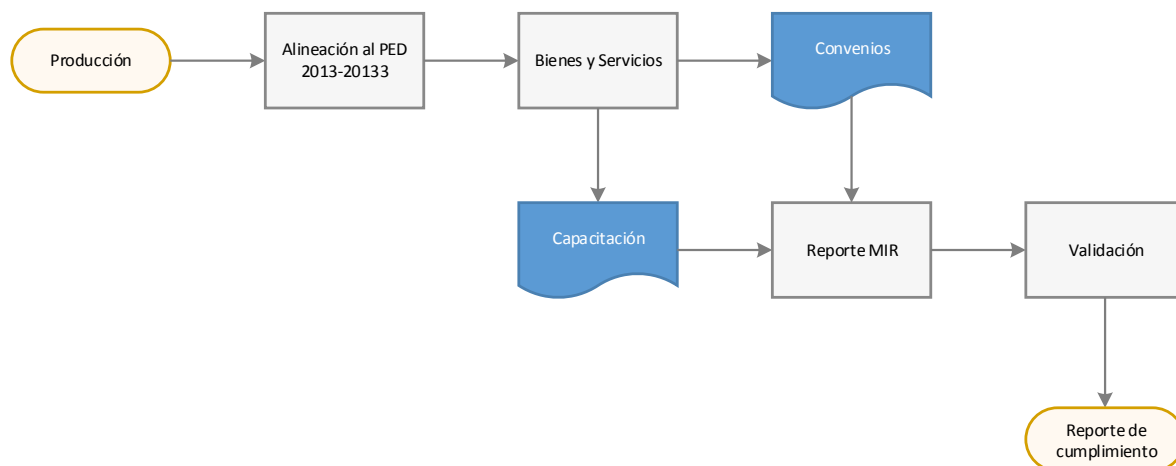 Producción
Alineación al PED
2013-20133
Bienes y Servicios
Convenios
Capacitación
Reporte MIR
Validación
Reporte de
cumplimiento